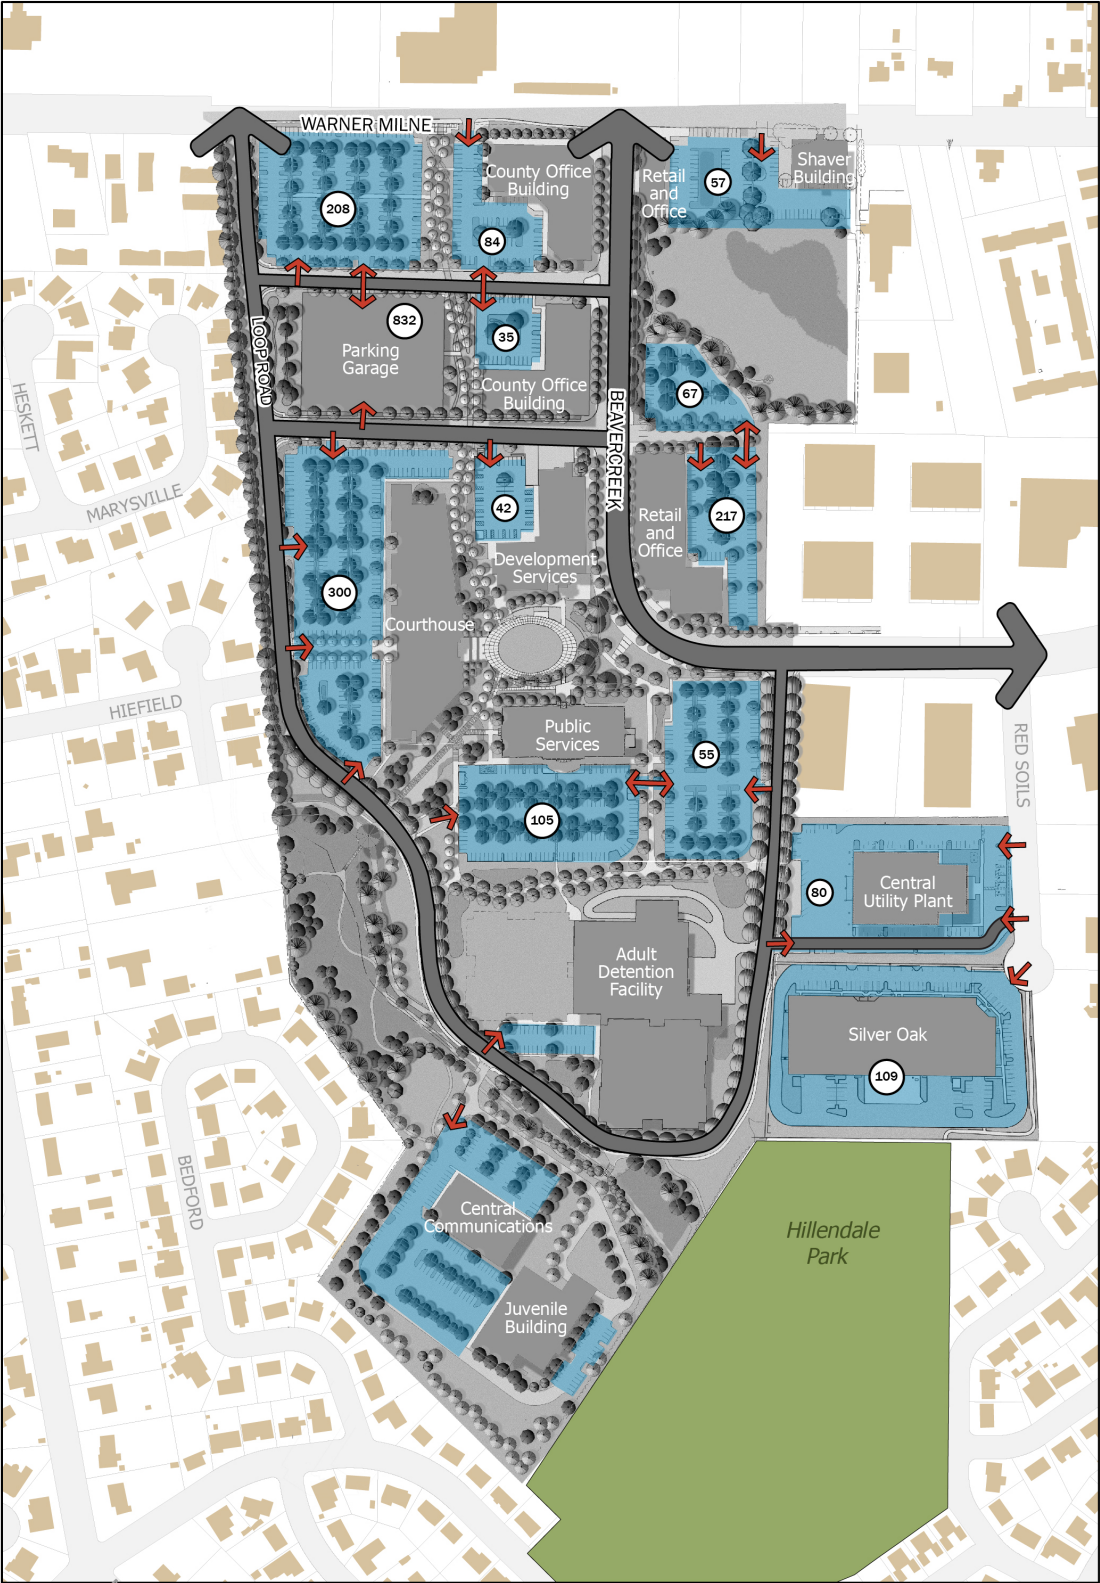 WARNER MILNE
County Office
Building
Retail
and
Office
Shaver
Building
57
208
84
LOOP ROAD
832
Parking
Garage
35
County Office
Building
67
HESKETT
BEAVERCREEK
MARYSVILLE
42
217
Retail
and
Office
Development
Services
300
Courthouse
HIEFIELD
Public
Services
55
RED SOILS
105
80
Central
Utility Plant
Adult
Detention
Facility
Silver Oak
109
BEDFORD
Central
Communications
Hillendale
Park
Juvenile
Building